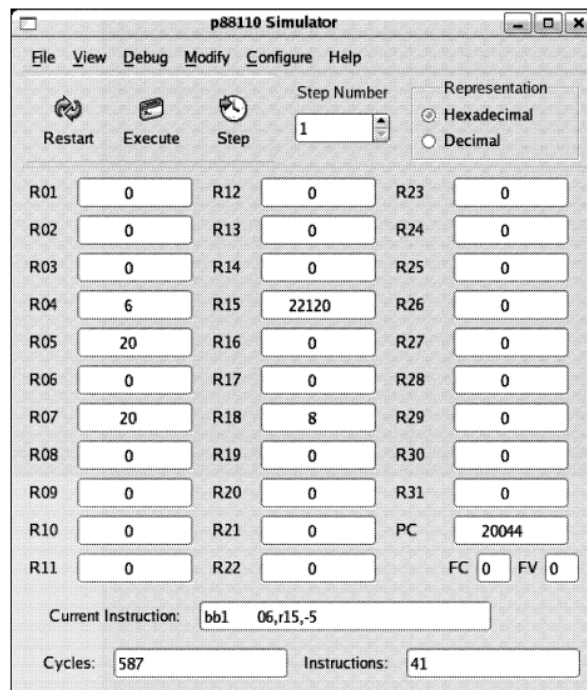 p88110 Simulator
File View Debug Modify Configure Help
Restart Execute Step
Step Number
1
Representation
Hexadecimal
Decimal
R01 0 R12 0 R23 0
R02 0 R13 0 R24 0
R03 0 R14 0 R25 0
R04 6 R15 22120 R26 0
R05 20 R16 0 R27 0
R06 0 R17 0 R28 0
R07 20 R18 8 R29 0
R08 0 R19 0 R30 0
R09 0 R20 0 R31 0
R10 0 R21 0 PC 20044
R11 0 R22 0 FC 0 FV 0
Current Instruction: bb1 06,r15,-5
Cycles: 587 Instructions: 41